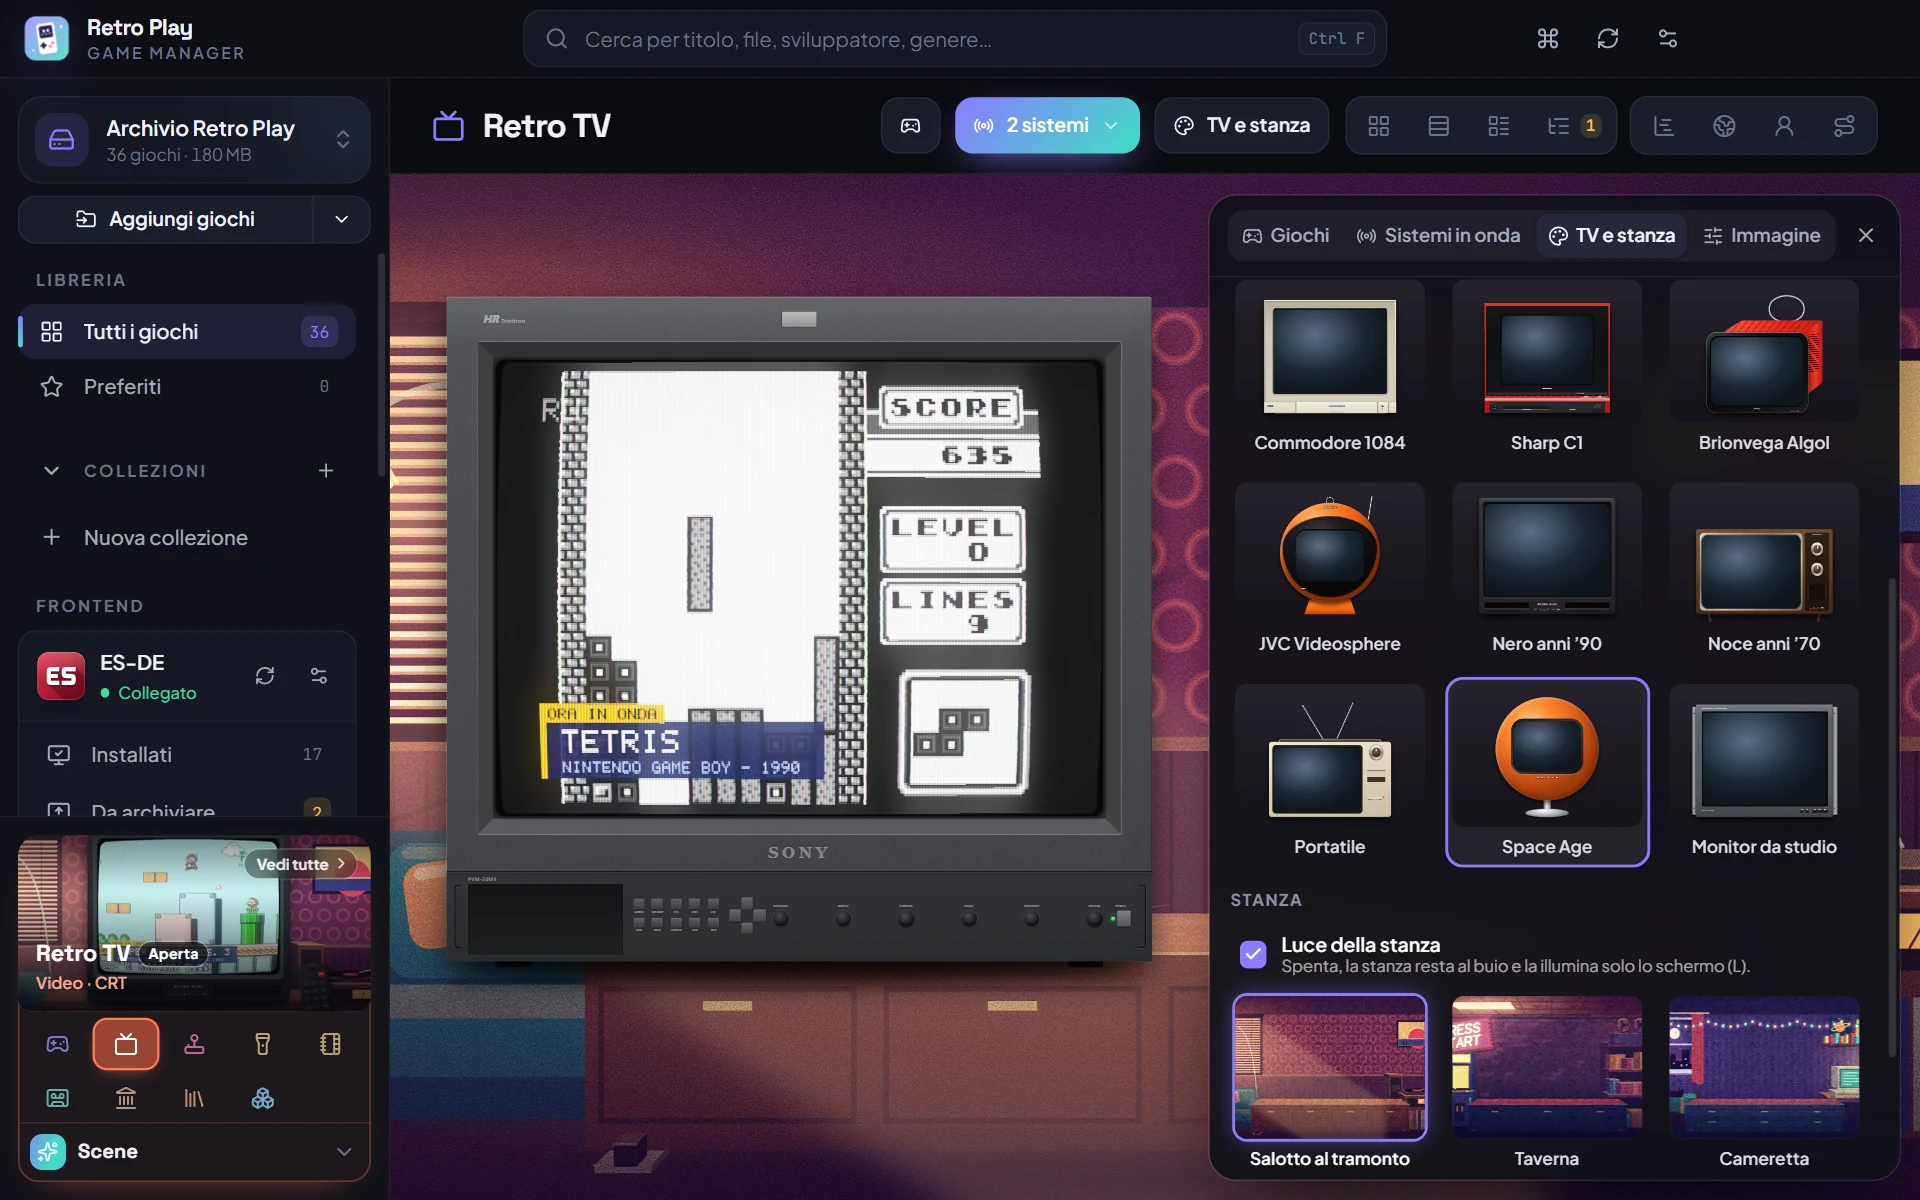 Retro Play
GAME MANAGER
Cerca per titolo, file, sviluppatore, genere...
Ctrl F
Archivio Retro Play
36 giochi · 180 MB
Aggiungi giochi
LIBRERIA
Tutti i giochi
36
Preferiti
0
COLLEZIONI
Nuova collezione
FRONTEND
ES
ES-DE
Collegato
Installati
17
Da archiviare
2
Vedi tutte
Retro TV
Aperta
Video · CRT
Scene
Retro TV
2 sistemi
TV e stanza
1
HR Trinitron
SCORE
635
LEVEL
0
LINES
9
ORA IN ONDA
TETRIS
NINTENDO GAME BOY - 1990
SONY
PVM-20M4
Giochi
Sistemi in onda
TV e stanza
Immagine
Commodore 1084
Sharp C1
Brionvega Algol
JVC Videosphere
Nero anni '90
Noce anni '70
Portatile
Space Age
Monitor da studio
STANZA
Luce della stanza
Spenta, la stanza resta al buio e la illumina solo lo schermo (L).
Salotto al tramonto
Taverna
Cameretta